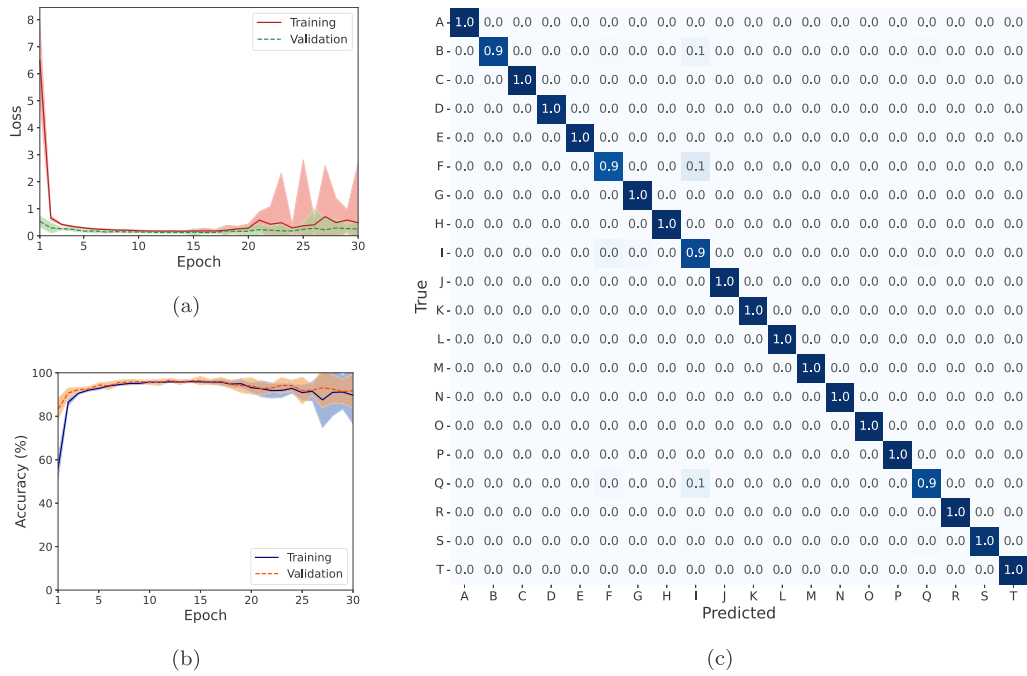 8
7
6
5
4
3
2
1
0
Loss
Training
Validation
1 5 10 15 20 25 30
Epoch
(a)
100
80
60
40
20
0
Accuracy (%)
Training
Validation
1 5 10 15 20 25 30
Epoch
(b)
True
A 1.0 0.0 0.0 0.0 0.0 0.0 0.0 0.0 0.0 0.0 0.0 0.0 0.0 0.0 0.0 0.0 0.0 0.0 0.0 0.0
B 0.0 0.9 0.0 0.0 0.0 0.0 0.0 0.0 0.1 0.0 0.0 0.0 0.0 0.0 0.0 0.0 0.0 0.0 0.0 0.0
C 0.0 0.0 1.0 0.0 0.0 0.0 0.0 0.0 0.0 0.0 0.0 0.0 0.0 0.0 0.0 0.0 0.0 0.0 0.0 0.0
D 0.0 0.0 0.0 1.0 0.0 0.0 0.0 0.0 0.0 0.0 0.0 0.0 0.0 0.0 0.0 0.0 0.0 0.0 0.0 0.0
E 0.0 0.0 0.0 0.0 1.0 0.0 0.0 0.0 0.0 0.0 0.0 0.0 0.0 0.0 0.0 0.0 0.0 0.0 0.0 0.0
F 0.0 0.0 0.0 0.0 0.0 0.9 0.0 0.0 0.1 0.0 0.0 0.0 0.0 0.0 0.0 0.0 0.0 0.0 0.0 0.0
G 0.0 0.0 0.0 0.0 0.0 0.0 1.0 0.0 0.0 0.0 0.0 0.0 0.0 0.0 0.0 0.0 0.0 0.0 0.0 0.0
H 0.0 0.0 0.0 0.0 0.0 0.0 0.0 1.0 0.0 0.0 0.0 0.0 0.0 0.0 0.0 0.0 0.0 0.0 0.0 0.0
I 0.0 0.0 0.0 0.0 0.0 0.0 0.0 0.0 0.9 0.0 0.0 0.0 0.0 0.0 0.0 0.0 0.0 0.0 0.0 0.0
J 0.0 0.0 0.0 0.0 0.0 0.0 0.0 0.0 0.0 1.0 0.0 0.0 0.0 0.0 0.0 0.0 0.0 0.0 0.0 0.0
K 0.0 0.0 0.0 0.0 0.0 0.0 0.0 0.0 0.0 0.0 1.0 0.0 0.0 0.0 0.0 0.0 0.0 0.0 0.0 0.0
L 0.0 0.0 0.0 0.0 0.0 0.0 0.0 0.0 0.0 0.0 0.0 1.0 0.0 0.0 0.0 0.0 0.0 0.0 0.0 0.0
M 0.0 0.0 0.0 0.0 0.0 0.0 0.0 0.0 0.0 0.0 0.0 0.0 1.0 0.0 0.0 0.0 0.0 0.0 0.0 0.0
N 0.0 0.0 0.0 0.0 0.0 0.0 0.0 0.0 0.0 0.0 0.0 0.0 0.0 1.0 0.0 0.0 0.0 0.0 0.0 0.0
O 0.0 0.0 0.0 0.0 0.0 0.0 0.0 0.0 0.0 0.0 0.0 0.0 0.0 0.0 1.0 0.0 0.0 0.0 0.0 0.0
P 0.0 0.0 0.0 0.0 0.0 0.0 0.0 0.0 0.0 0.0 0.0 0.0 0.0 0.0 0.0 1.0 0.0 0.0 0.0 0.0
Q 0.0 0.0 0.0 0.0 0.0 0.0 0.0 0.0 0.1 0.0 0.0 0.0 0.0 0.0 0.0 0.0 0.9 0.0 0.0 0.0
R 0.0 0.0 0.0 0.0 0.0 0.0 0.0 0.0 0.0 0.0 0.0 0.0 0.0 0.0 0.0 0.0 0.0 1.0 0.0 0.0
S 0.0 0.0 0.0 0.0 0.0 0.0 0.0 0.0 0.0 0.0 0.0 0.0 0.0 0.0 0.0 0.0 0.0 0.0 1.0 0.0
T 0.0 0.0 0.0 0.0 0.0 0.0 0.0 0.0 0.0 0.0 0.0 0.0 0.0 0.0 0.0 0.0 0.0 0.0 0.0 1.0
A B C D E F G H I J K L M N O P Q R S T
Predicted
(c)